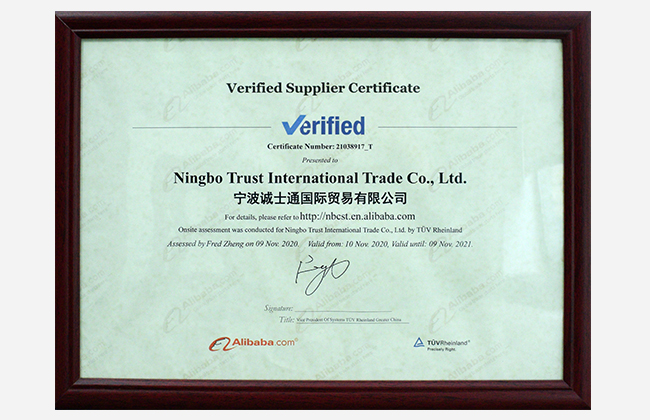 Verified Supplier Certificate
Verified
Certificate Number: 21038917_T
Presented to
Ningbo Trust International Trade Co., Ltd.
宁波诚士通国际贸易有限公司
For details, please refer to http://nbcst.en.alibaba.com
Onsite assessment was conducted for Ningbo Trust International Trade Co., Ltd. by TÜV Rheinland
Assessed by Fred Zheng on 09 Nov. 2020. Valid from: 10 Nov. 2020, Valid until: 09 Nov. 2021.
Signature:
Title: Vice President Of Systems TÜV Rheinland Greater China
Alibaba.com®
TÜVRheinland®
Precisely Right.